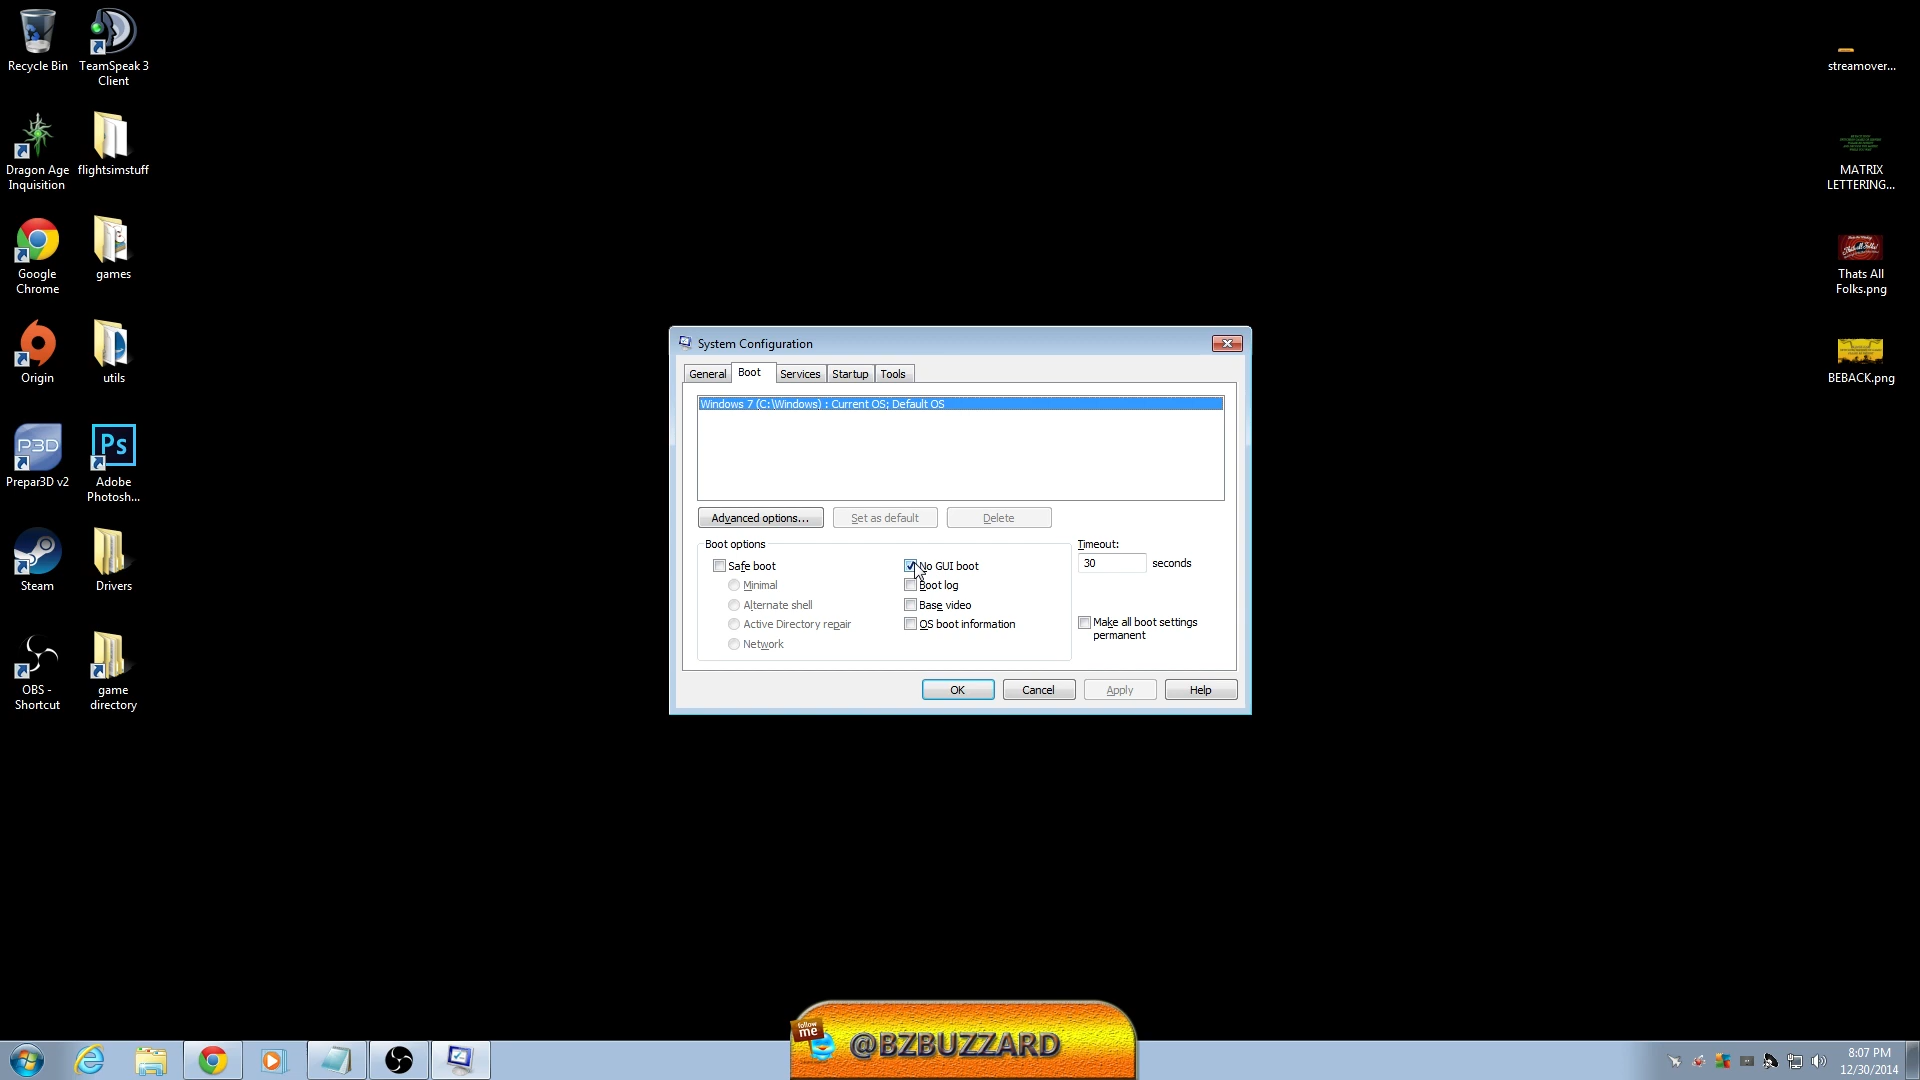 Recycle Bin
TeamSpeak 3
Client
Dragon Age
Inquisition
flightsimstuff
Google
Chrome
games
Origin
utils
P3D
Prepar3D v2
Ps
Adobe
Photosh...
Steam
Drivers
OBS -
Shortcut
game
directory
streamover...
MATRIX
LETTERING...
Thats All
Folks.png
BEBACK.png
System Configuration
General
Boot
Services
Startup
Tools
Windows 7 (C:\Windows) : Current OS; Default OS
Advanced options...
Set as default
Delete
Boot options
Timeout:
Safe boot
No GUI boot
30
seconds
Minimal
Boot log
Alternate shell
Base video
Active Directory repair
OS boot information
Make all boot settings
permanent
Network
OK
Cancel
Apply
Help
follow
me
@BZBUZZARD
8:07 PM
12/30/2014